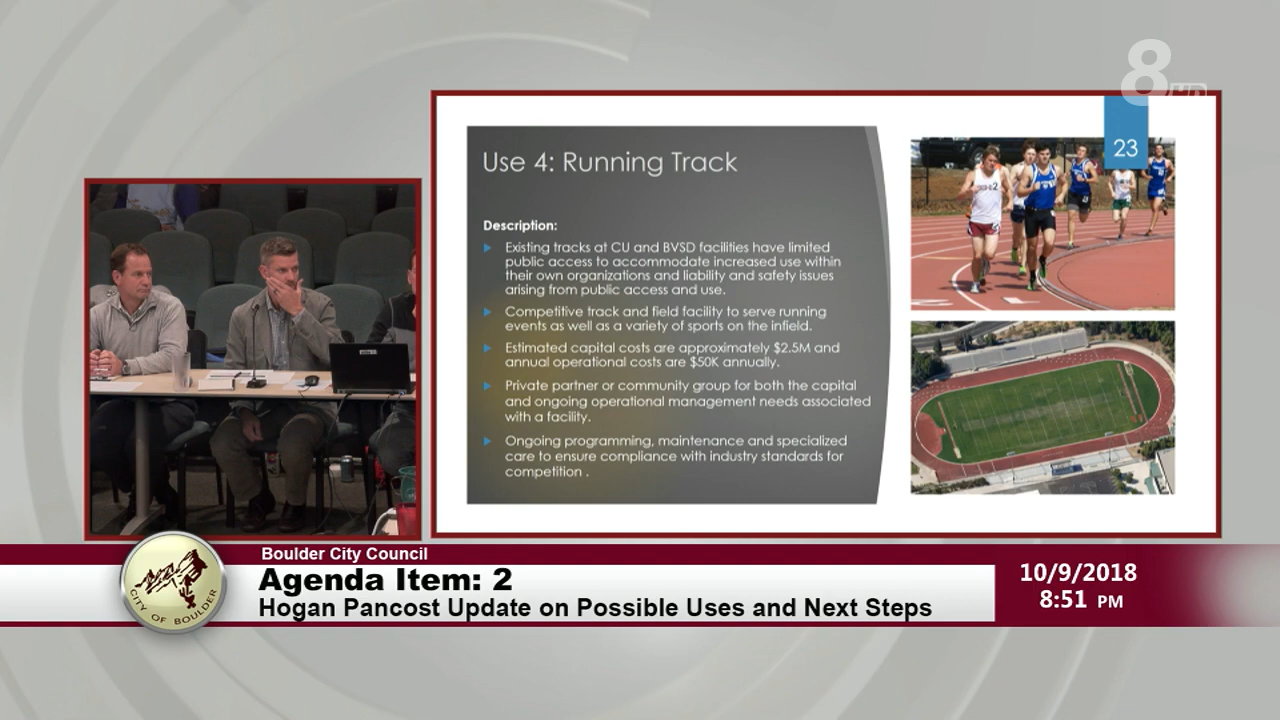 8
HD
23
Use 4: Running Track
Description:
Existing tracks at CU and BVSD facilities have limited
public access to accommodate increased use within
their own organizations and liability and safety issues
arising from public access and use.
Competitive track and field facility to serve running
events as well as a variety of sports on the infield.
Estimated capital costs are approximately $2.5M and
annual operational costs are $50K annually.
Private partner or community group for both the capital
and ongoing operational management needs associated
with a facility.
Ongoing programming, maintenance and specialized
care to ensure compliance with industry standards for
competition .
Boulder City Council
Agenda Item: 2
Hogan Pancost Update on Possible Uses and Next Steps
10/9/2018
8:51 PM
CITY OF BOULDER